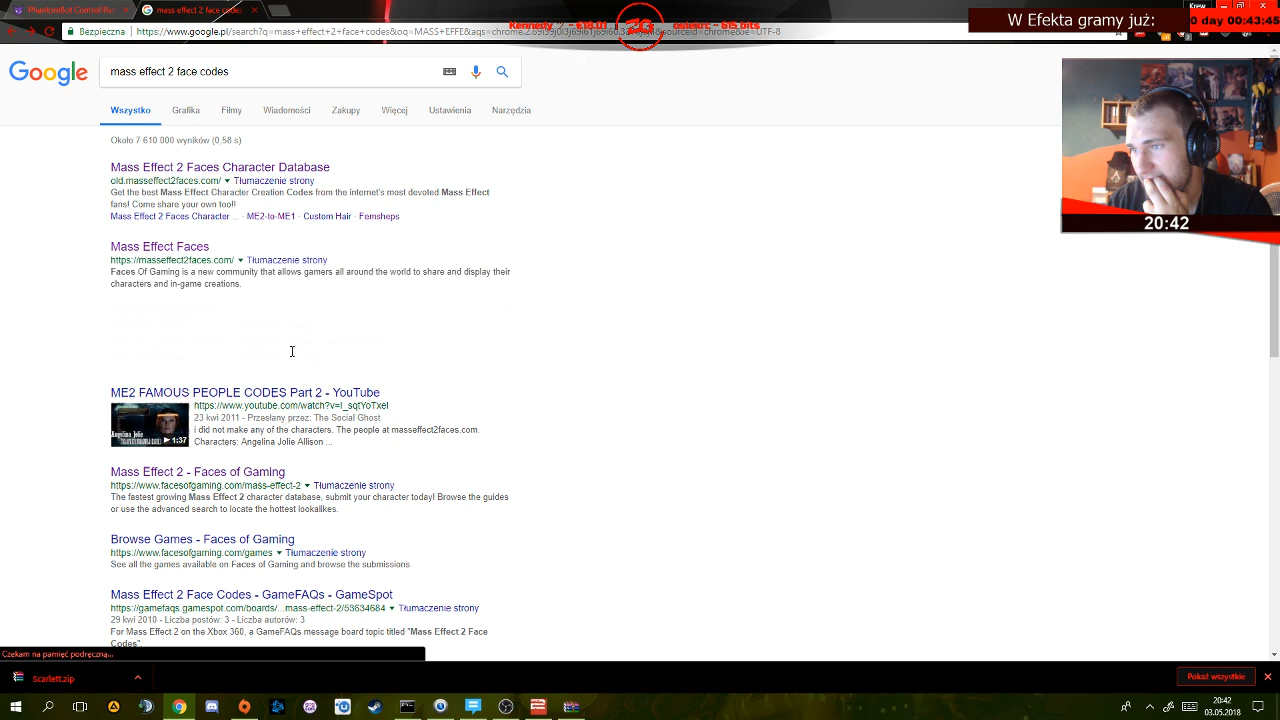 PhantomBot Control Pan
mass effect 2 face codes
Krew
Kennedy
615 bits
W Efekta gramy już:
0 day 00:43:45
Bezpieczna
mass effect 2 face codes
Google
Wszystko
Grafika
Filmy
Wiadomości
Zakupy
Więcej
Ustawienia
Narzędzia
Około 7 610 000 wyników (0,58 s)
Mass Effect 2 Faces Character Database
old.masseffect2faces.com/ ▼ Tłumaczenie strony
Get the best Mass Effect Character Creation Codes from the internet's most devoted Mass Effect
fans! Come share your own too!!
Mass Effect 2 Faces Character ... · ME2-to-ME1 · Custom Hair · Femsheps
Mass Effect Faces
https://masseffect2faces.com/ ▼ Tłumaczenie strony
Faces Of Gaming is a new community that allows gamers all around the world to share and display their
characters and in-game creations.
ME2 FAMOUS PEOPLE CODES Part 2 - YouTube
https://www.youtube.com/watch?v=I_sqtYoTxeI
23 kwi 2011 - Przesłany przez: The Social Ghost
i did not make any of the characters. The people at masseffect2faces.com.
Characters: Angelina Jolie Allison ...
Angelina Jolie
▶ 1:37
Mass Effect 2 - Faces of Gaming
https://www.facesofgaming.com/mass-effect-2 ▼ Tłumaczenie strony
The fastest growing Mass Effect 2 character database, submit your character today! Browse the guides
or use the advanced search to locate the hottest lookalikes.
Browse Games - Faces of Gaming
https://www.facesofgaming.com/games ▼ Tłumaczenie strony
See all the games available on Faces of Gaming and browse the submissions.
Mass Effect 2 Face Codes - GameFAQs - GameSpot
https://gamefaqs.gamespot.com/boards/...mass-effect-2/53634684 ▼ Tłumaczenie strony
29 kwi 2010 - Liczba postów: 3 - Liczba autorów: 3
For Mass Effect 2 on the Xbox 360, a GameFAQs message board topic titled "Mass Effect 2 Face
Codes".
20:42
Czekam na pamięć podręczną...
Scarlett.zip
Pokaż wszystkie
20:42
03.05.2018